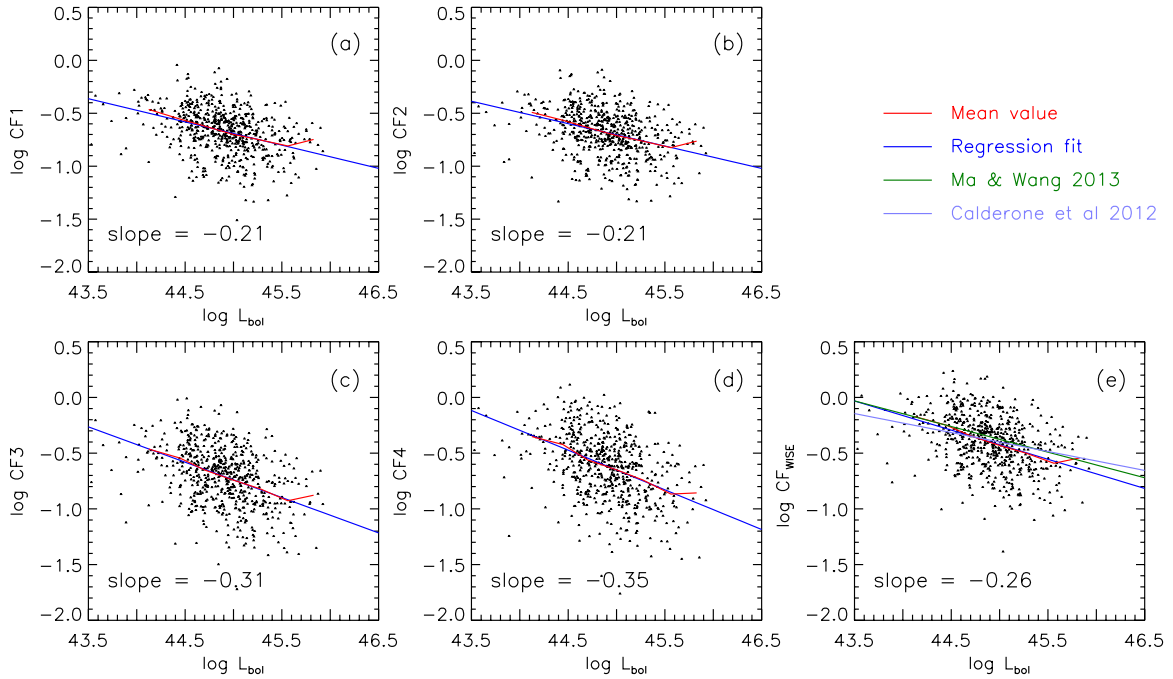 0.5
0.0
−0.5
−1.0
−1.5
−2.0
log CF1
(a)
slope = −0.21
43.5 44.5 45.5 46.5
log Lbol
0.5
0.0
−0.5
−1.0
−1.5
−2.0
log CF2
(b)
slope = −0.21
43.5 44.5 45.5 46.5
log Lbol
Mean value
Regression fit
Ma & Wang 2013
Calderone et al 2012
0.5
0.0
−0.5
−1.0
−1.5
−2.0
log CF3
(c)
slope = −0.31
43.5 44.5 45.5 46.5
log Lbol
0.5
0.0
−0.5
−1.0
−1.5
−2.0
log CF4
(d)
slope = −0.35
43.5 44.5 45.5 46.5
log Lbol
0.5
0.0
−0.5
−1.0
−1.5
−2.0
log CFWISE
(e)
slope = −0.26
43.5 44.5 45.5 46.5
log Lbol